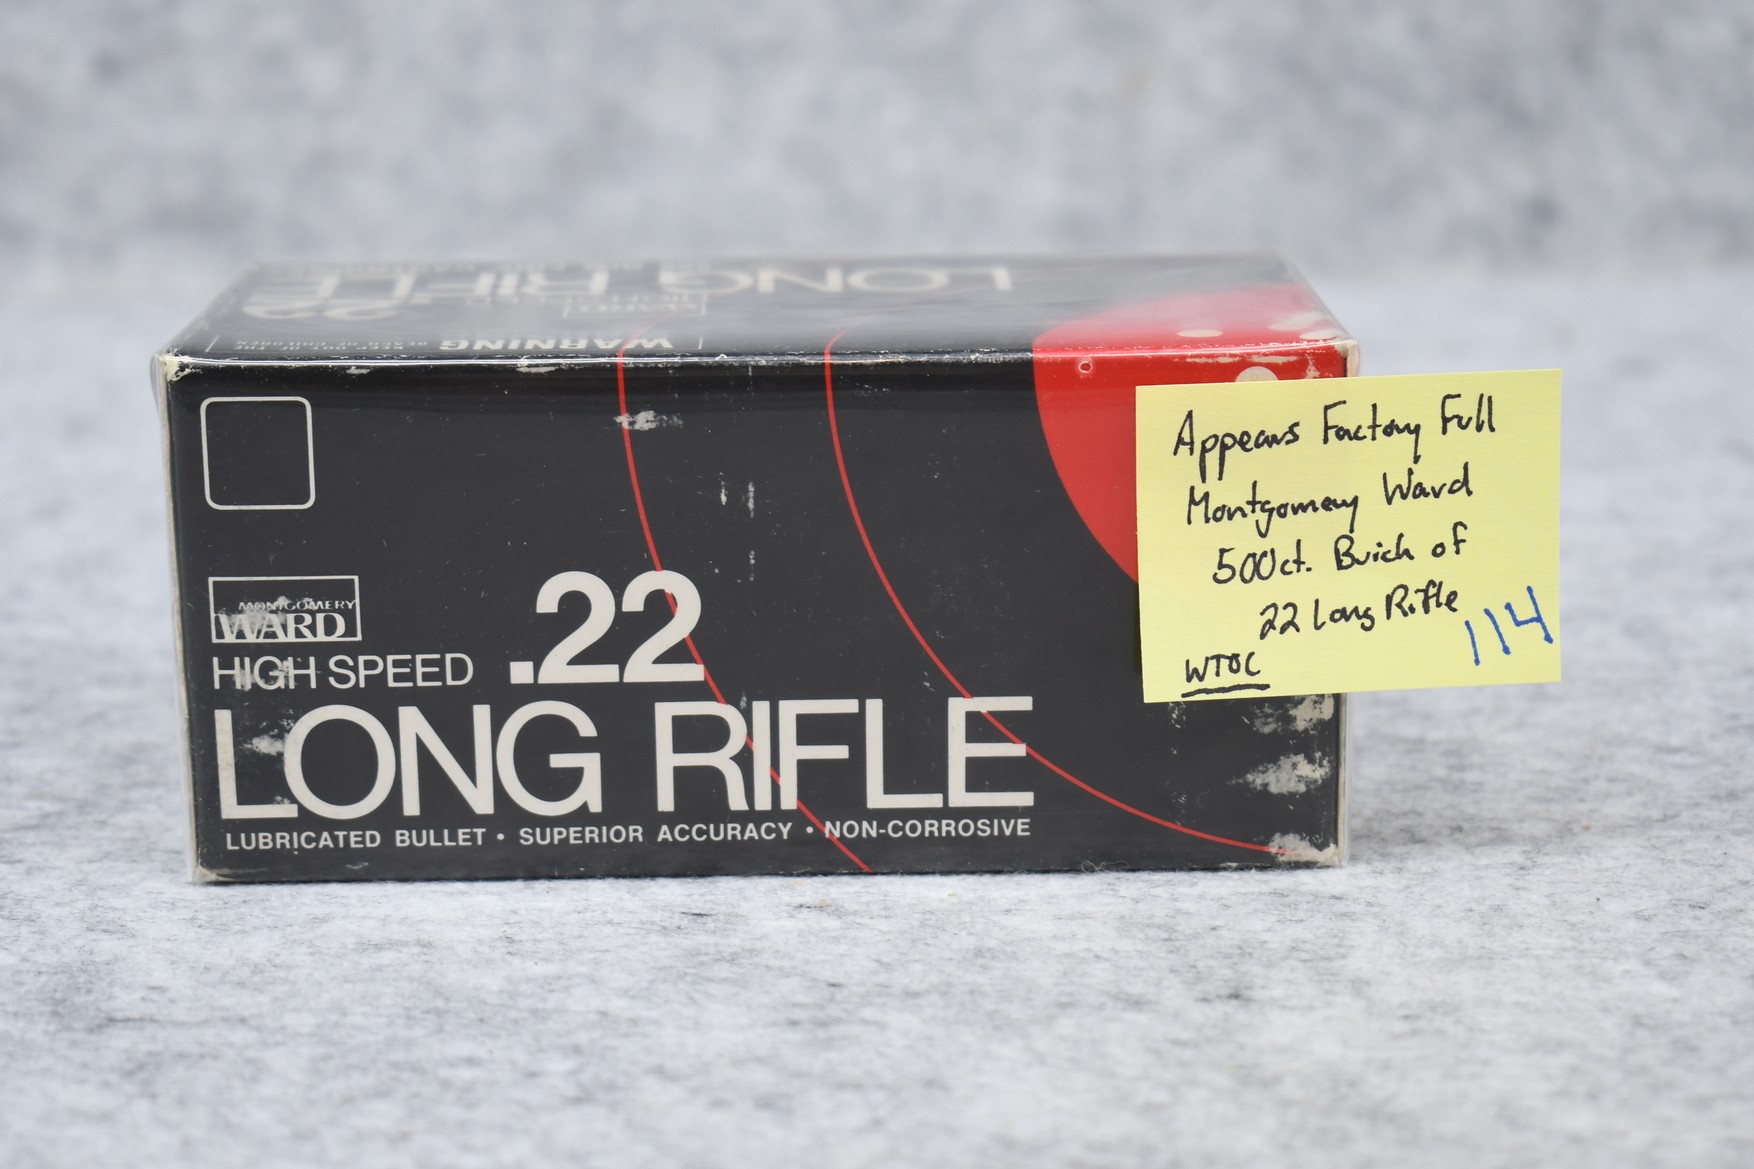 LONG RIFLE
.22
WARNING
MONTGOMERY
WARD
HIGH SPEED .22
LONG RIFLE
LUBRICATED BULLET • SUPERIOR ACCURACY • NON-CORROSIVE
Appears Factory Full
Montgomery Ward
500ct. Brick of
22 Long Rifle
114
WTOC